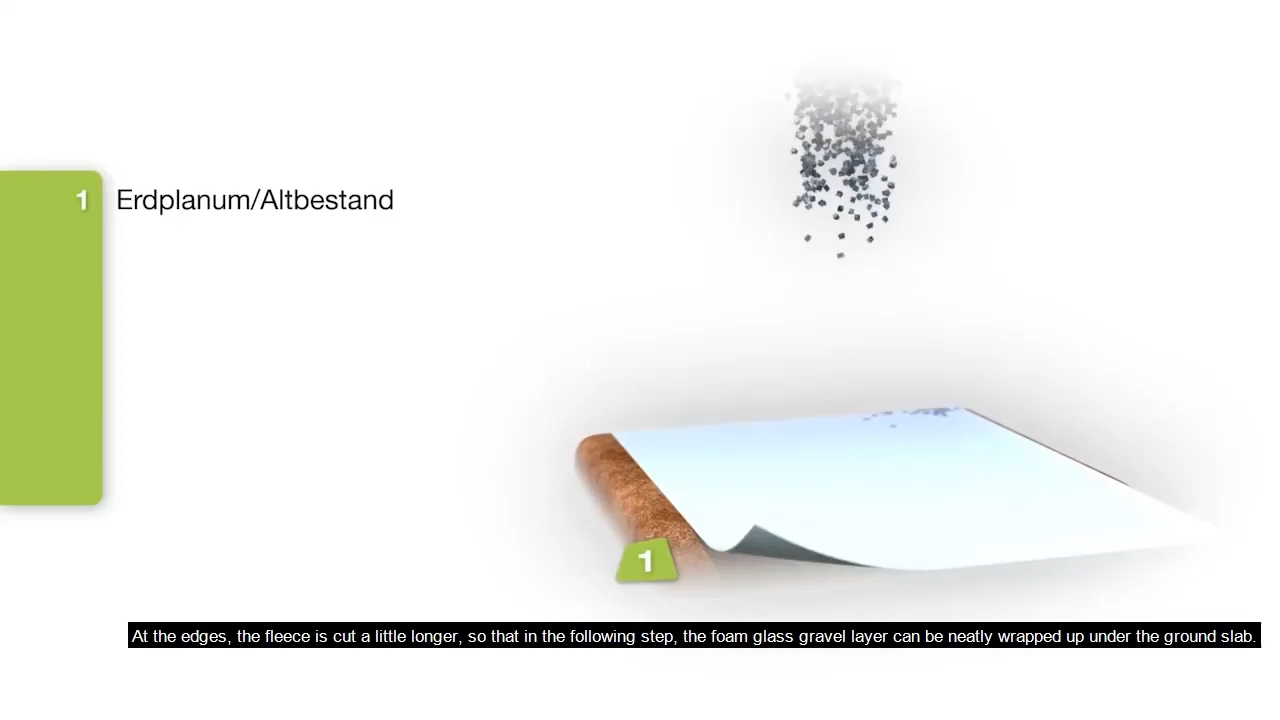 1 Erdplanum/Altbestand
1
At the edges, the fleece is cut a little longer, so that in the following step, the foam glass gravel layer can be neatly wrapped up under the ground slab.